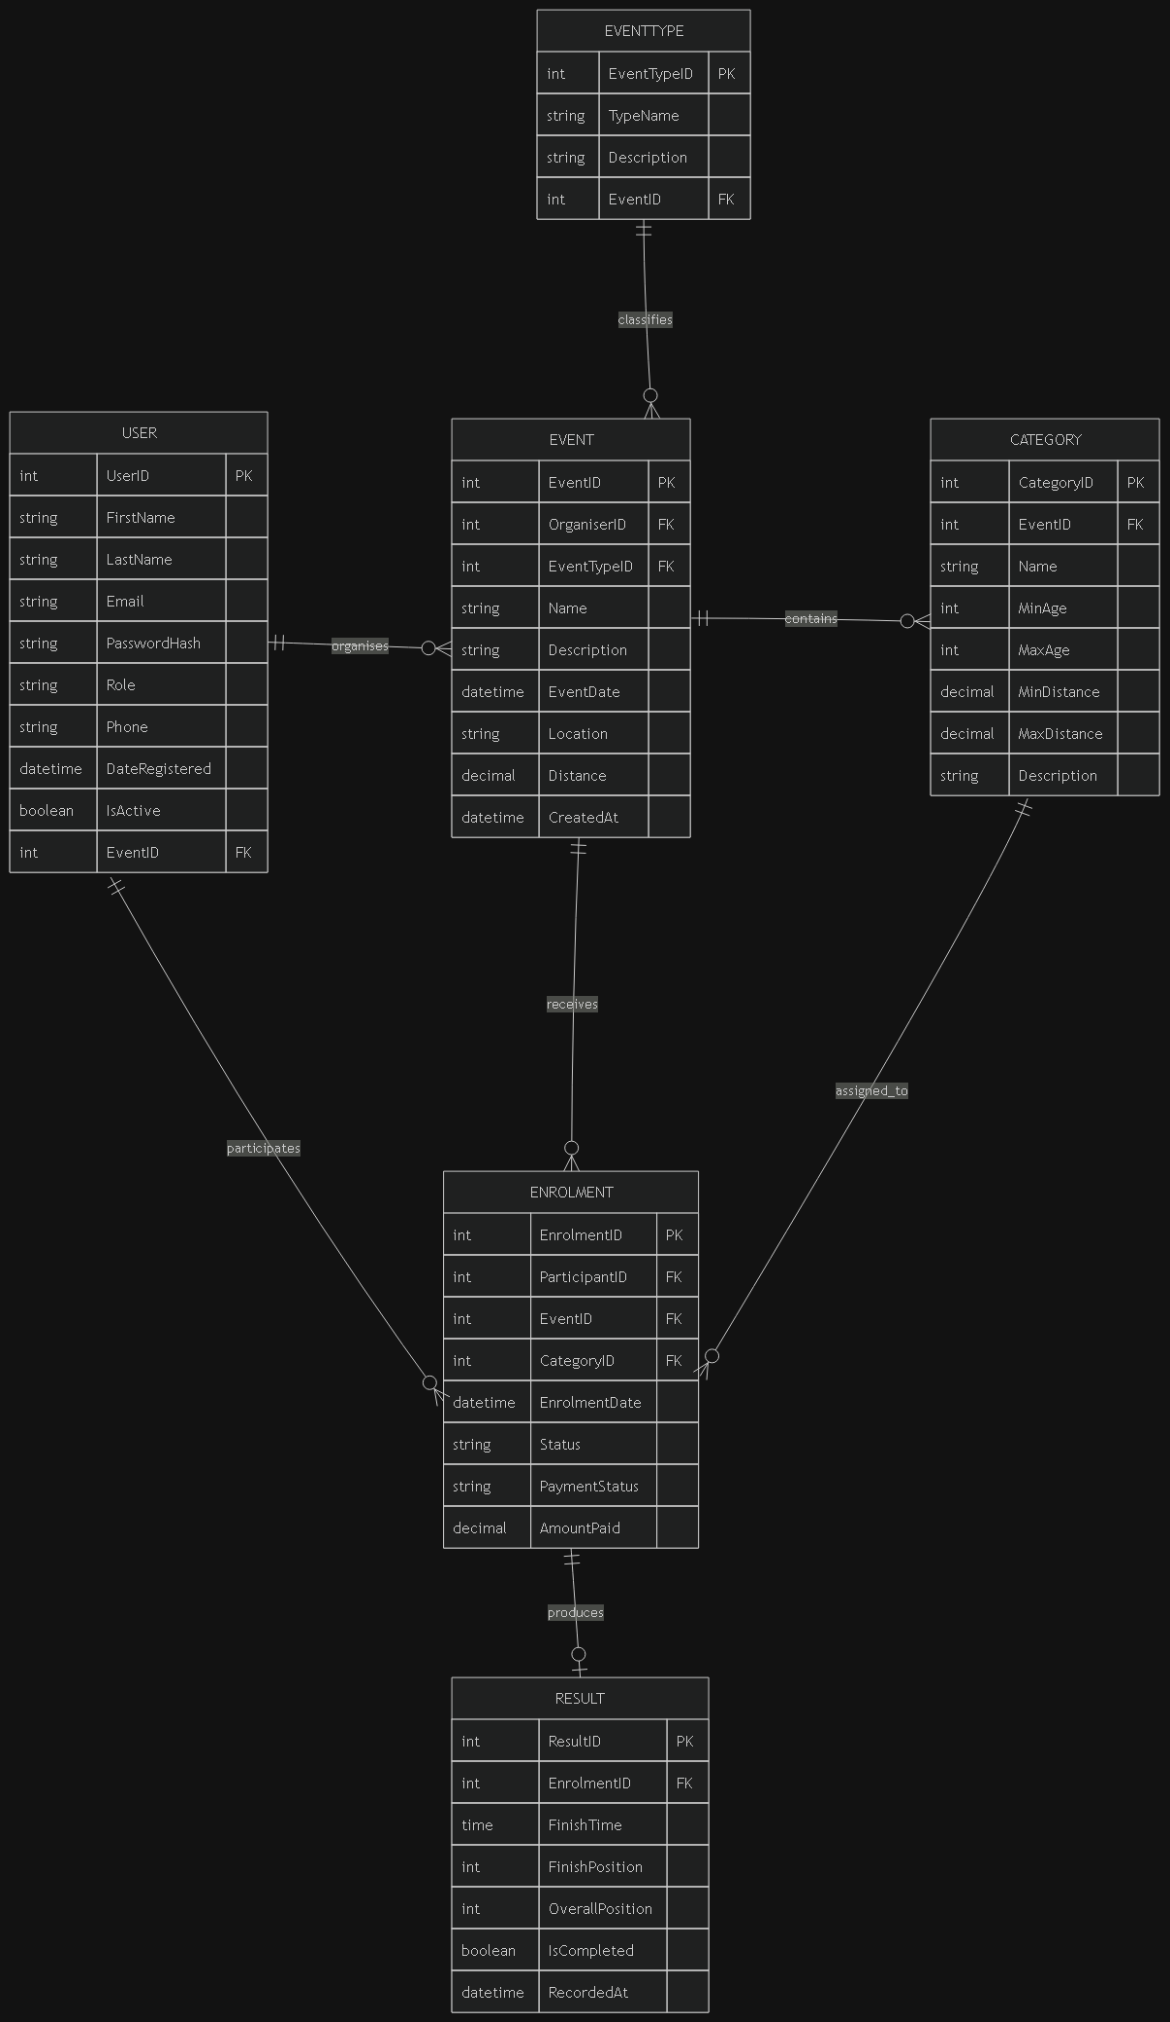 EVENTTYPE
int EventTypeID PK
string TypeName
string Description
int EventID FK
classifies
USER
int UserID PK
string FirstName
string LastName
string Email
string PasswordHash
string Role
string Phone
datetime DateRegistered
boolean IsActive
int EventID FK
organises
EVENT
int EventID PK
int OrganiserID FK
int EventTypeID FK
string Name
string Description
datetime EventDate
string Location
decimal Distance
datetime CreatedAt
contains
CATEGORY
int CategoryID PK
int EventID FK
string Name
int MinAge
int MaxAge
decimal MinDistance
decimal MaxDistance
string Description
receives
assigned_to
participates
ENROLMENT
int EnrolmentID PK
int ParticipantID FK
int EventID FK
int CategoryID FK
datetime EnrolmentDate
string Status
string PaymentStatus
decimal AmountPaid
produces
RESULT
int ResultID PK
int EnrolmentID FK
time FinishTime
int FinishPosition
int OverallPosition
boolean IsCompleted
datetime RecordedAt